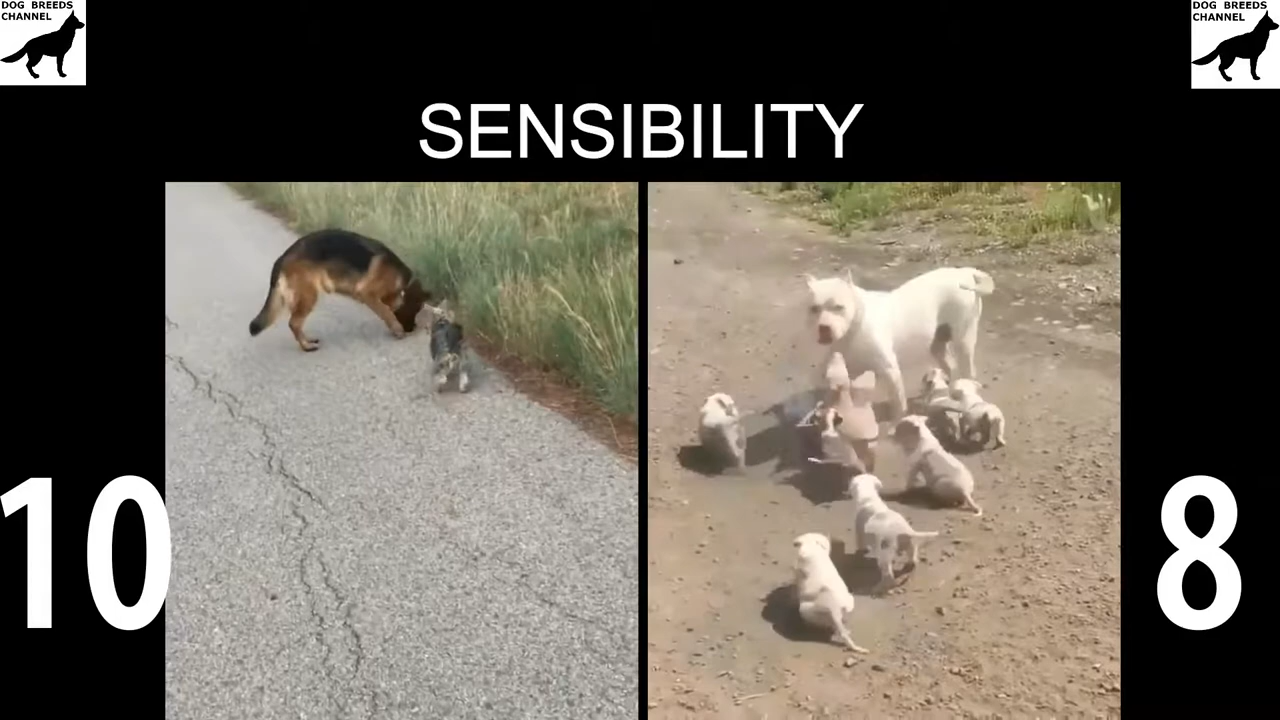 DOG BREEDS
CHANNEL
DOG BREEDS
CHANNEL
SENSIBILITY
10
8